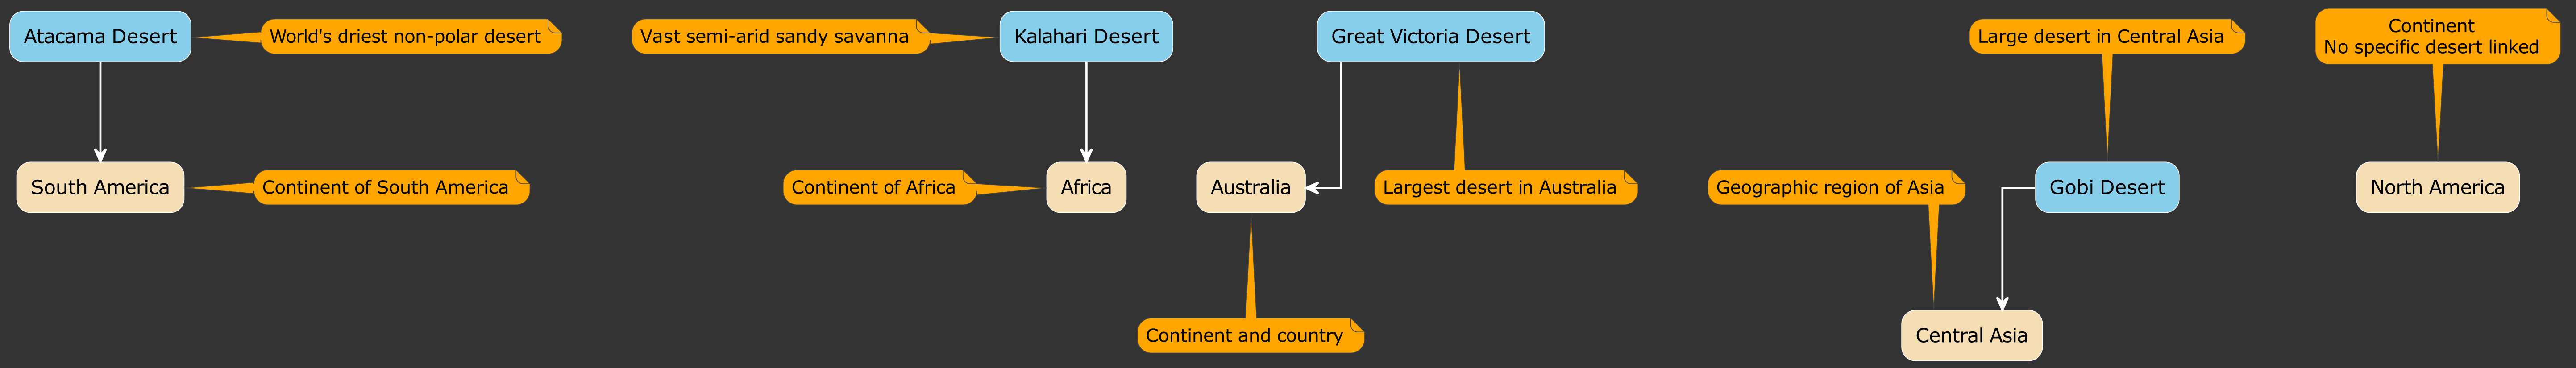 Atacama Desert
World's driest non-polar desert
South America
Continent of South America
Vast semi-arid sandy savanna
Kalahari Desert
Continent of Africa
Africa
Great Victoria Desert
Largest desert in Australia
Australia
Continent and country
Large desert in Central Asia
Gobi Desert
Geographic region of Asia
Central Asia
Continent
No specific desert linked
North America